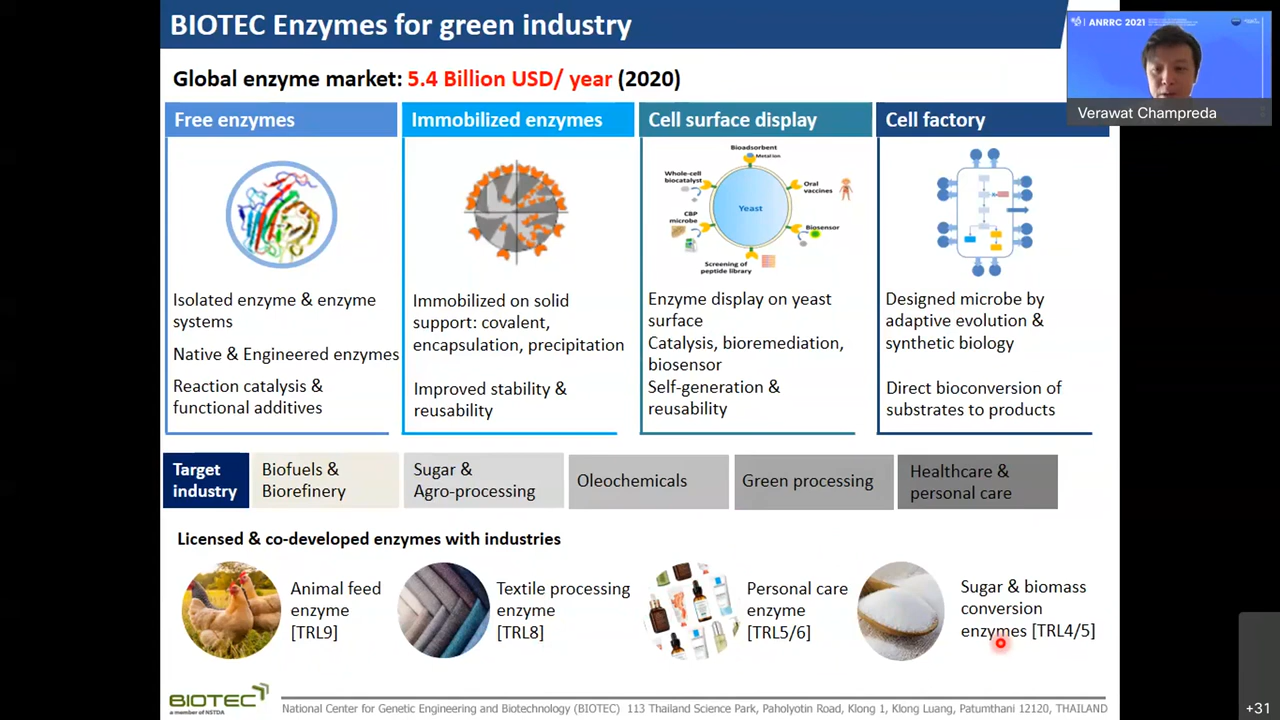 BIOTEC Enzymes for green industry
ANRRC 2021
Verawat Champreda
Global enzyme market: 5.4 Billion USD/ year (2020)
Free enzymes
Isolated enzyme & enzyme
systems
Native & Engineered enzymes
Reaction catalysis &
functional additives
Immobilized enzymes
Immobilized on solid
support: covalent,
encapsulation, precipitation
Improved stability &
reusability
Cell surface display
Bioadsorbent
Metal ion
Whole-cell
biocatalyst
Oral
vaccines
Yeast
CBP
microbe
Biosensor
Screening of
peptide library
Enzyme display on yeast
surface
Catalysis, bioremediation,
biosensor
Self-generation &
reusability
Cell factory
Designed microbe by
adaptive evolution &
synthetic biology
Direct bioconversion of
substrates to products
Target
industry
Biofuels &
Biorefinery
Sugar &
Agro-processing
Oleochemicals
Green processing
Healthcare &
personal care
Licensed & co-developed enzymes with industries
Animal feed
enzyme
[TRL9]
Textile processing
enzyme
[TRL8]
Personal care
enzyme
[TRL5/6]
Sugar & biomass
conversion
enzymes [TRL4/5]
BIOTEC
a member of NSTDA
National Center for Genetic Engineering and Biotechnology (BIOTEC) 113 Thailand Science Park, Paholyotin Road, Klong 1, Klong Luang, Patumthani 12120, THAILAND
+31